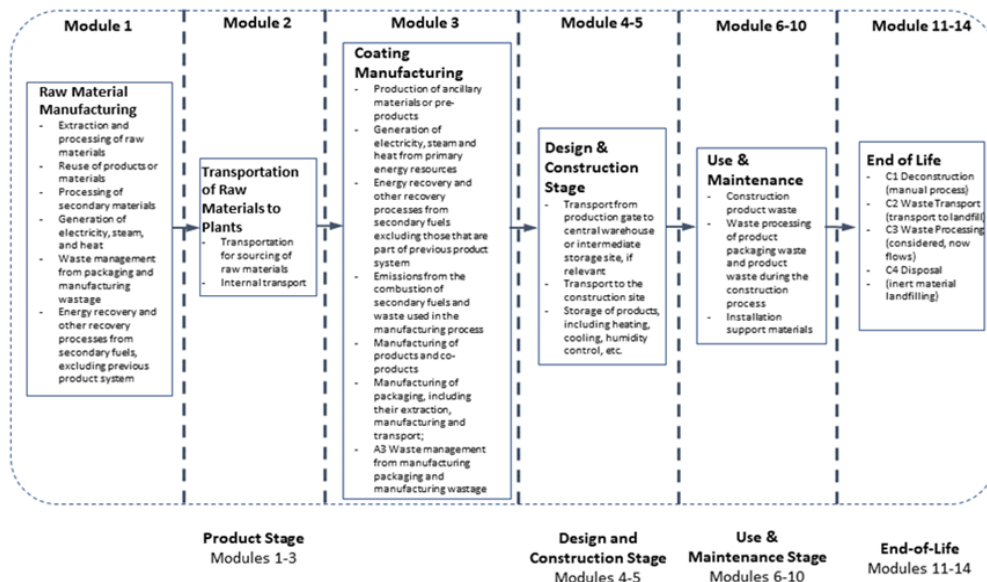 Module 1
Module 2
Module 3
Module 4-5
Module 6-10
Module 11-14
Raw Material
Manufacturing
- Extraction and
processing of raw
materials
- Reuse of products or
materials
- Processing of
secondary materials
- Generation of
electricity, steam,
and heat
- Waste management
from packaging and
manufacturing
wastage
- Energy recovery and
other recovery
processes from
secondary fuels,
excluding previous
product system
Transportation
of Raw
Materials to
Plants
- Transportation
for sourcing of
raw materials
- Internal transport
Coating
Manufacturing
- Production of ancillary
materials or pre-
products
- Generation of
electricity, steam and
heat from primary
energy resources
- Energy recovery and
other recovery
processes from
secondary fuels
excluding those that are
part of previous product
system
- Emissions from the
combustion of
secondary fuels and
waste used in the
manufacturing process
- Manufacturing of
products and co-
products
- Manufacturing of
packaging, including
their extraction,
manufacturing and
transport;
- A3 Waste management
from manufacturing
packaging and
manufacturing wastage
Design &
Construction
Stage
- Transport from
production gate to
central warehouse
or intermediate
storage site, if
relevant
- Transport to the
construction site
- Storage of products,
including heating,
cooling, humidity
control, etc.
Use &
Maintenance
- Construction
product waste
- Waste processing
of product
packaging waste
and product
waste during the
construction
process
- Installation
support materials
End of Life
- C1 Deconstruction
(manual process)
- C2 Waste Transport
(transport to landfill)
- C3 Waste Processing
(considered, now
flows)
- C4 Disposal
(inert material
landfilling)
Product Stage
Modules 1-3
Design and
Construction Stage
Modules 4-5
Use &
Maintenance Stage
Modules 6-10
End-of-Life
Modules 11-14